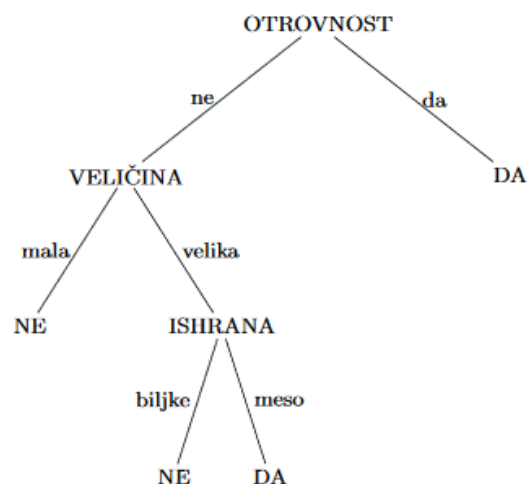 OTROVNOST
ne
da
VELIČINA
DA
mala
velika
NE
ISHRANA
biljke
meso
NE
DA